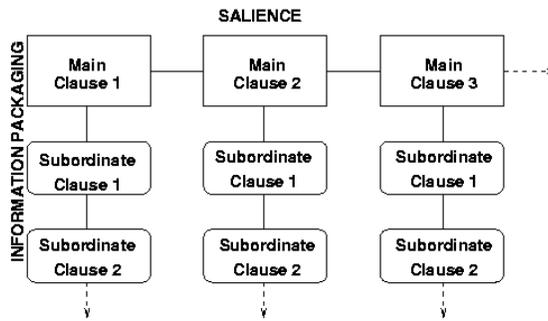 SALIENCE
INFORMATION PACKAGING
Main
Clause 1
Main
Clause 2
Main
Clause 3
Subordinate
Clause 1
Subordinate
Clause 1
Subordinate
Clause 1
Subordinate
Clause 2
Subordinate
Clause 2
Subordinate
Clause 2